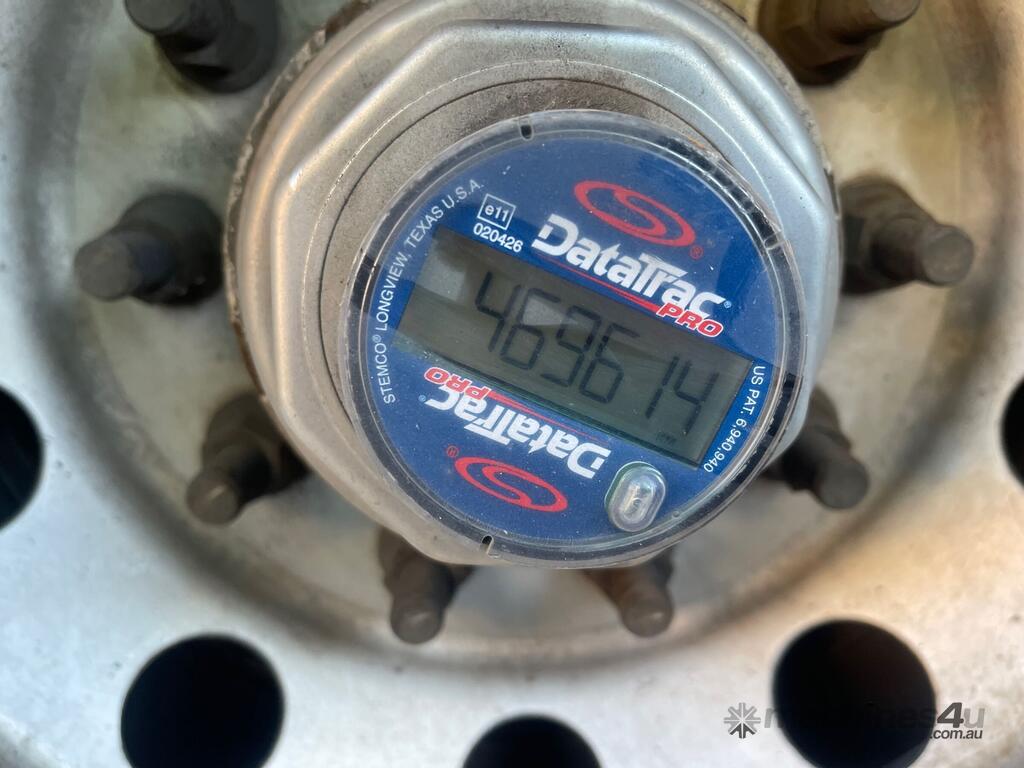 S®
e11
020426
DataTrac®
PRO
STEMCO® LONGVIEW, TEXAS U.S.A.
469614
US PAT. 6,940,940
DataTrac®
PRO
S®
machines4u
.com.au